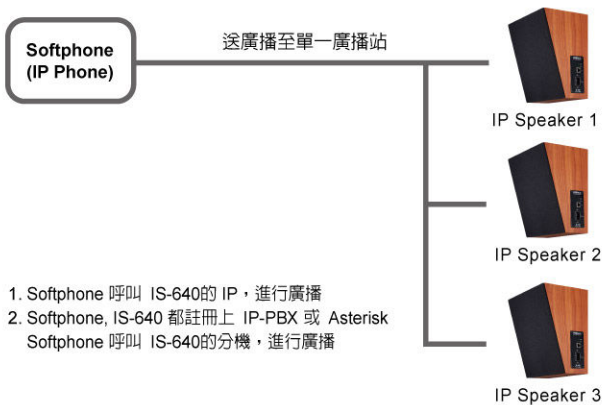 Softphone
(IP Phone)
送廣播至單一廣播站
IP Speaker 1
IP Speaker 2
IP Speaker 3
1. Softphone 呼叫 IS-640的 IP,進行廣播
2. Softphone, IS-640 都註冊上 IP-PBX 或 Asterisk
Softphone 呼叫 IS-640的分機,進行廣播